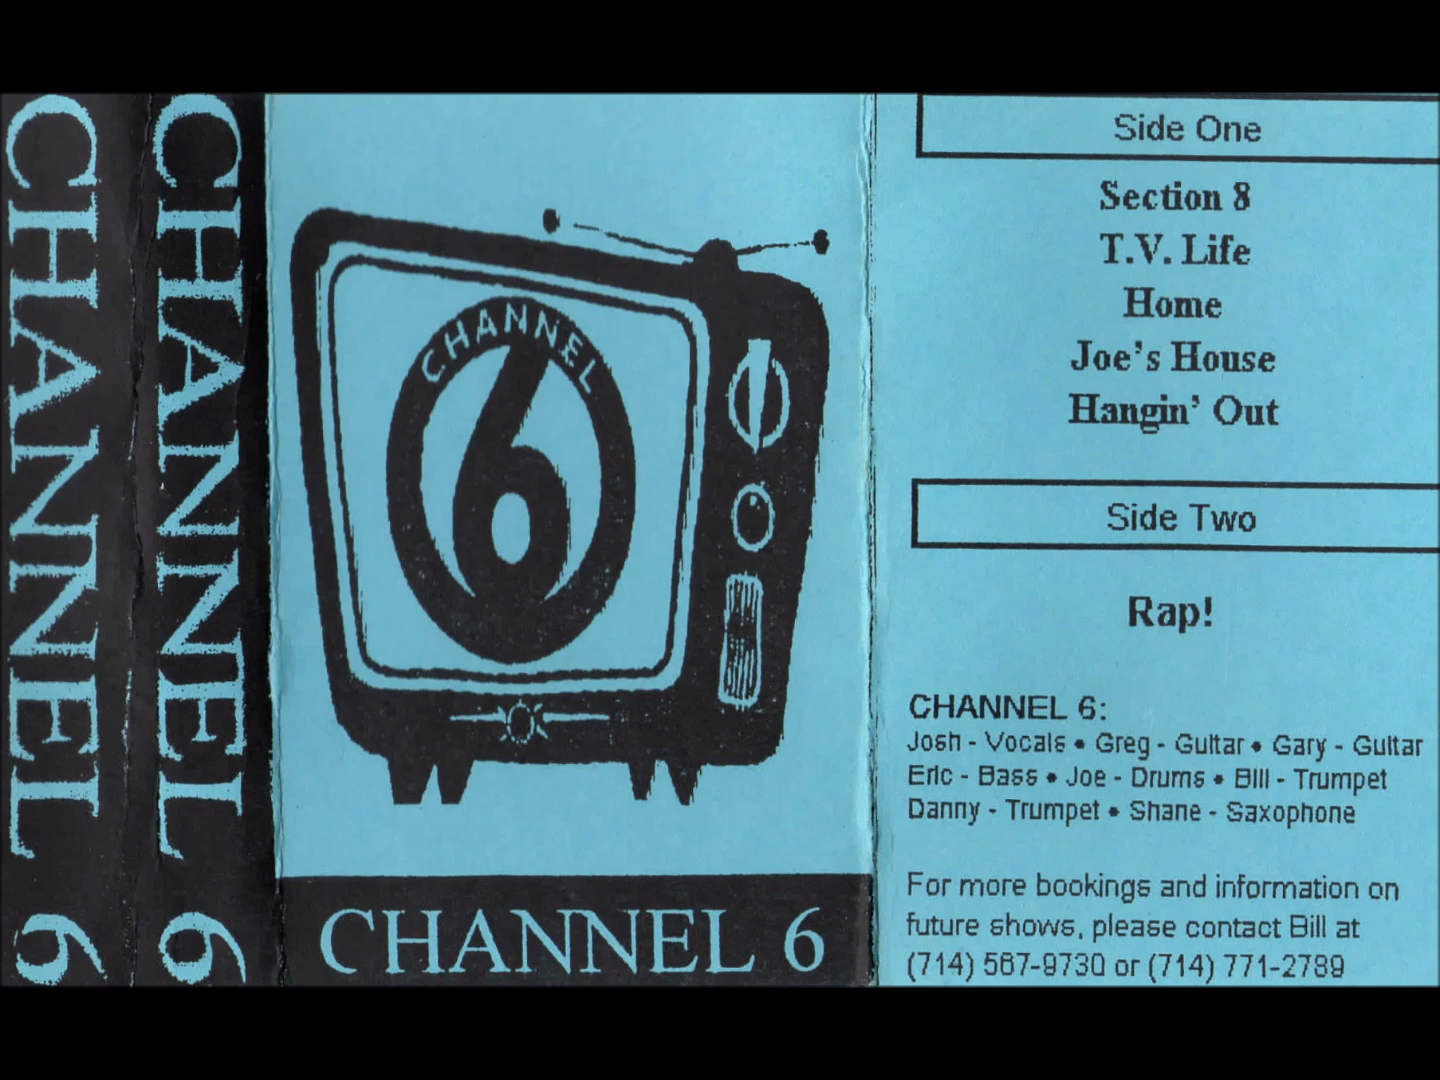 CHANNEL 6
CHANNEL 6
CHANNEL
6
CHANNEL 6
Side One
Section 8
T.V. Life
Home
Joe's House
Hangin' Out
Side Two
Rap!
CHANNEL 6:
Josh - Vocals • Greg - Guitar • Gary - Guitar
Eric - Bass • Joe - Drums • Bill - Trumpet
Danny - Trumpet • Shane - Saxophone
For more bookings and information on
future shows, please contact Bill at
(714) 567-9730 or (714) 771-2789